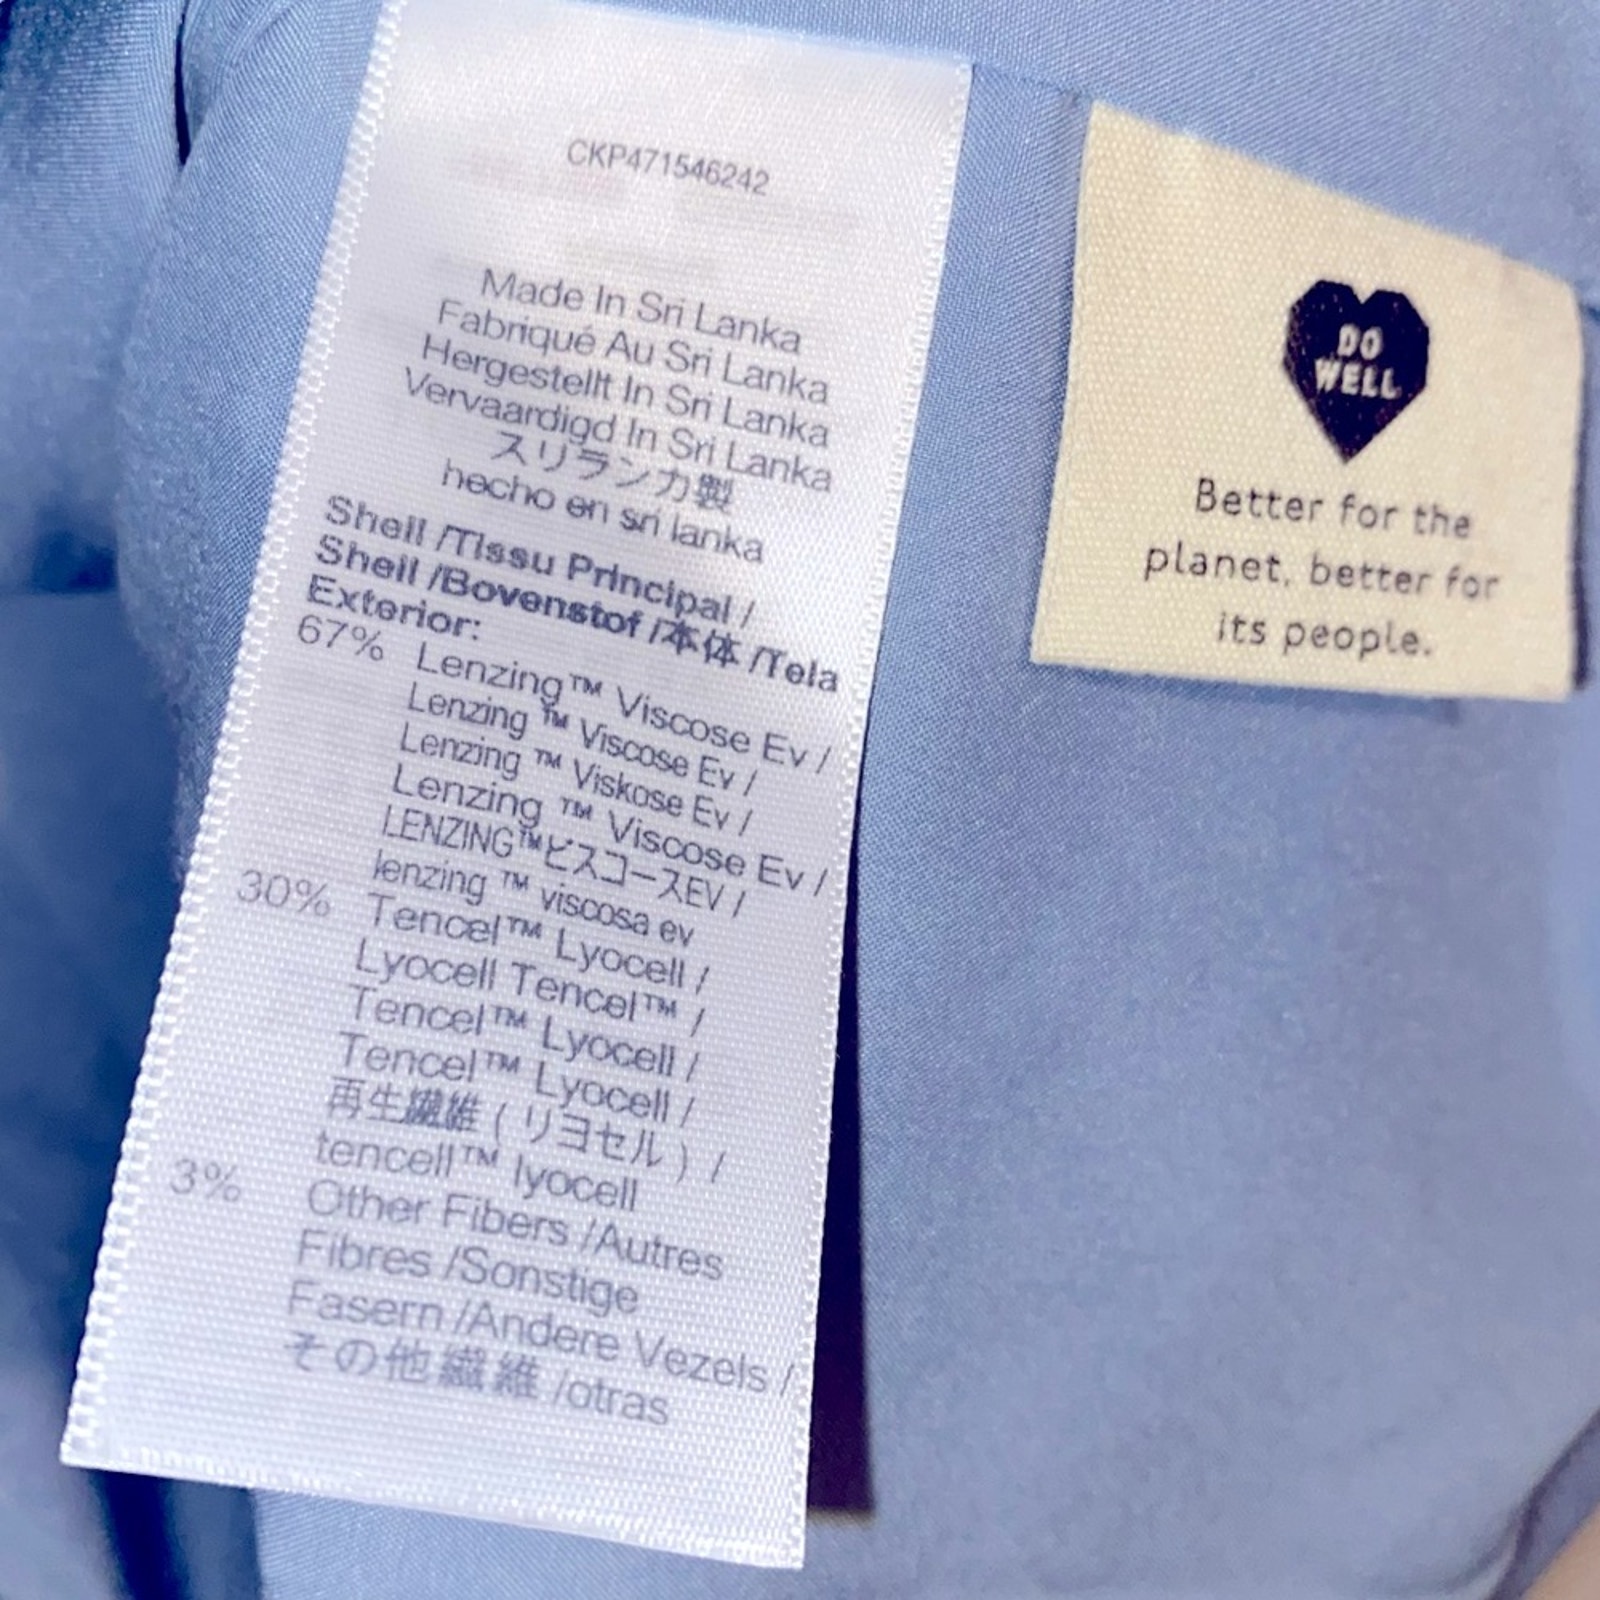 CKP471546242
Made In Sri Lanka
Fabriqué Au Sri Lanka
Hergestellt In Sri Lanka
Vervaardigd In Sri Lanka
スリランカ製
hecho en sri lanka
Shell /Tissu Principal /
Shell /Bovenstof /本体 /Tela
Exterior:
67% Lenzing™ Viscose Ev /
Lenzing ™ Viscose Ev /
Lenzing ™ Viskose Ev /
Lenzing ™ Viscose Ev /
LENZING™ビスコースEV /
lenzing ™ viscosa ev
30% Tencel™ Lyocell /
Lyocell Tencel™ /
Tencel™ Lyocell /
Tencel™ Lyocell /
再生繊維 ( リヨセル ) /
tencell™ lyocell
3% Other Fibers /Autres
Fibres /Sonstige
Fasern /Andere Vezels /
その他繊維 /otras
DO
WELL
Better for the
planet, better for
its people.